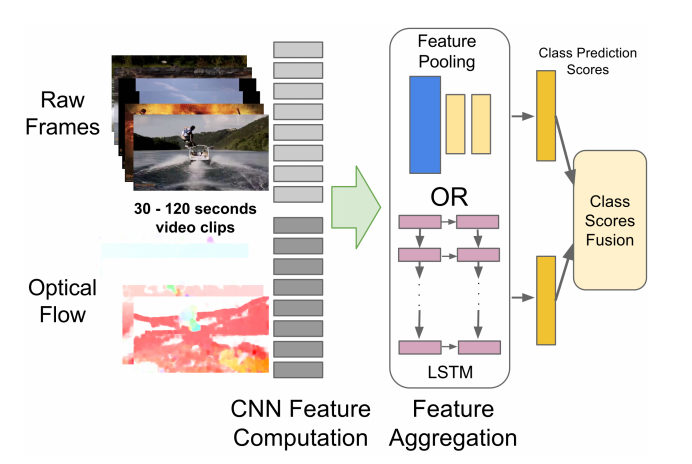 Raw
Frames
30 - 120 seconds
video clips
Optical
Flow
CNN Feature
Computation
Feature
Pooling
OR
LSTM
Feature
Aggregation
Class Prediction
Scores
Class
Scores
Fusion